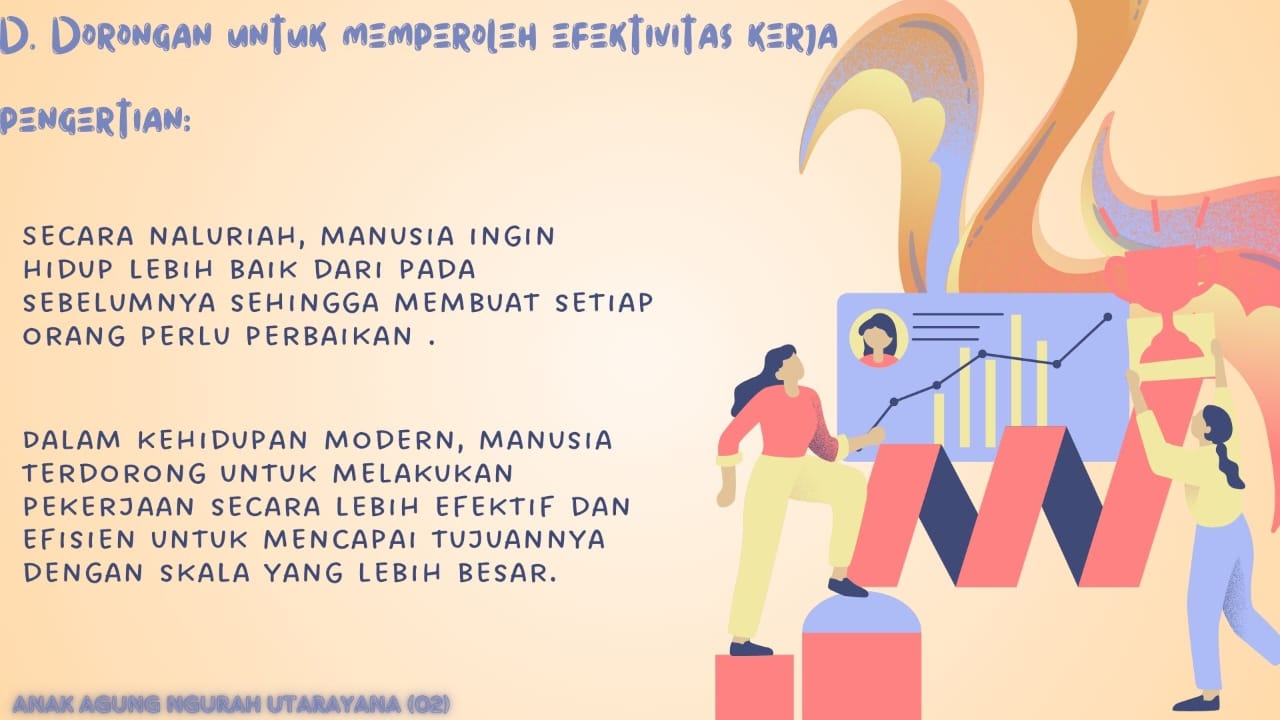 D. Dorongan untuk memperoleh efektivitas kerja
pengertian:
SECARA NALURIAH, MANUSIA INGIN
HIDUP LEBIH BAIK DARI PADA
SEBELUMNYA SEHINGGA MEMBUAT SETIAP
ORANG PERLU PERBAIKAN .
DALAM KEHIDUPAN MODERN, MANUSIA
TERDORONG UNTUK MELAKUKAN
PEKERJAAN SECARA LEBIH EFEKTIF DAN
EFISIEN UNTUK MENCAPAI TUJUANNYA
DENGAN SKALA YANG LEBIH BESAR.
ANAK AGUNG NGURAH UTARAYANA (02)